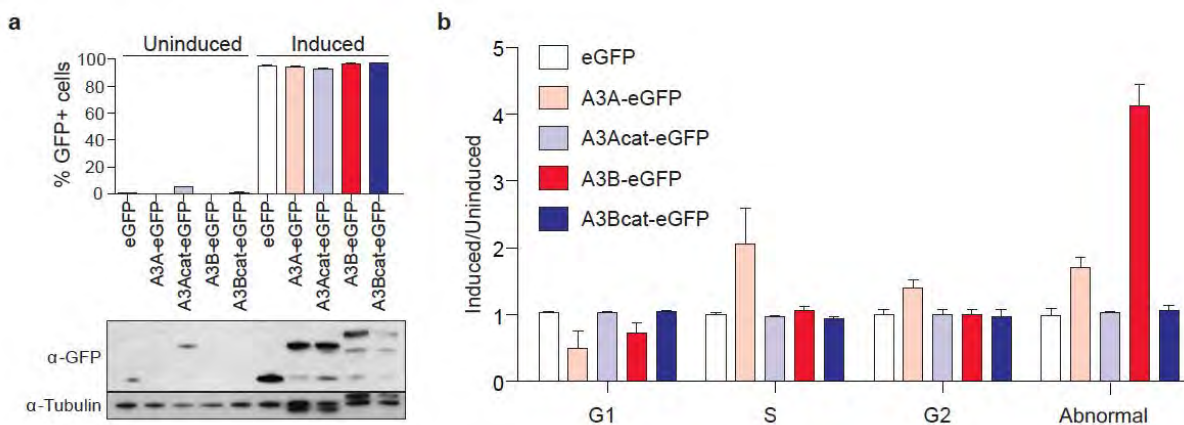 a
Uninduced Induced
% GFP+ cells
100
80
60
40
20
0
eGFP
A3A-eGFP
A3Acat-eGFP
A3B-eGFP
A3Bcat-eGFP
eGFP
A3A-eGFP
A3Acat-eGFP
A3B-eGFP
A3Bcat-eGFP
α-GFP
α-Tubulin
b
Induced/Uninduced
5
4
3
2
1
0
eGFP
A3A-eGFP
A3Acat-eGFP
A3B-eGFP
A3Bcat-eGFP
G1 S G2 Abnormal